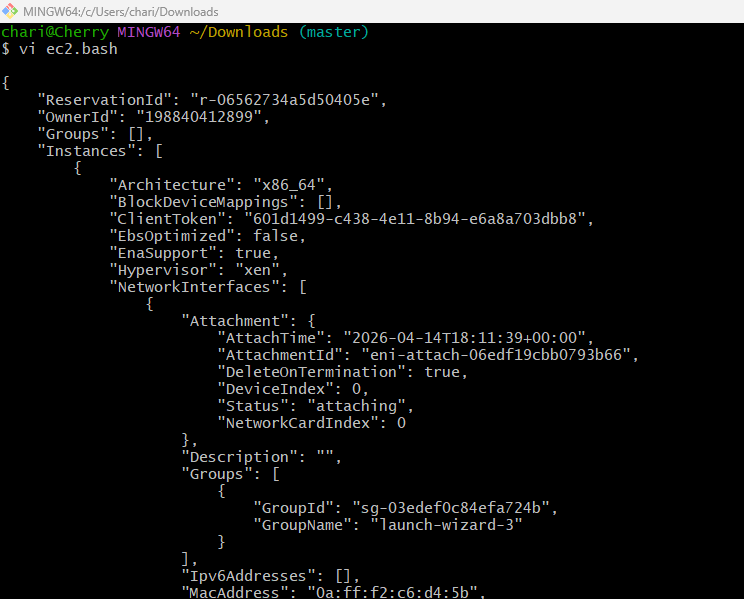 MINGW64:/c/Users/chari/Downloads
chari@Cherry MINGW64 ~/Downloads (master)
$ vi ec2.bash
{
    "ReservationId": "r-06562734a5d50405e",
    "OwnerId": "198840412899",
    "Groups": [],
    "Instances": [
        {
            "Architecture": "x86_64",
            "BlockDeviceMappings": [],
            "ClientToken": "601d1499-c438-4e11-8b94-e6a8a703dbb8",
            "EbsOptimized": false,
            "EnaSupport": true,
            "Hypervisor": "xen",
            "NetworkInterfaces": [
                {
                    "Attachment": {
                        "AttachTime": "2026-04-14T18:11:39+00:00",
                        "AttachmentId": "eni-attach-06edf19cbb0793b66",
                        "DeleteOnTermination": true,
                        "DeviceIndex": 0,
                        "Status": "attaching",
                        "NetworkCardIndex": 0
                    },
                    "Description": "",
                    "Groups": [
                        {
                            "GroupId": "sg-03edef0c84efa724b",
                            "GroupName": "launch-wizard-3"
                        }
                    ],
                    "Ipv6Addresses": [],
                    "MacAddress": "0a:ff:f2:c6:d4:5b",